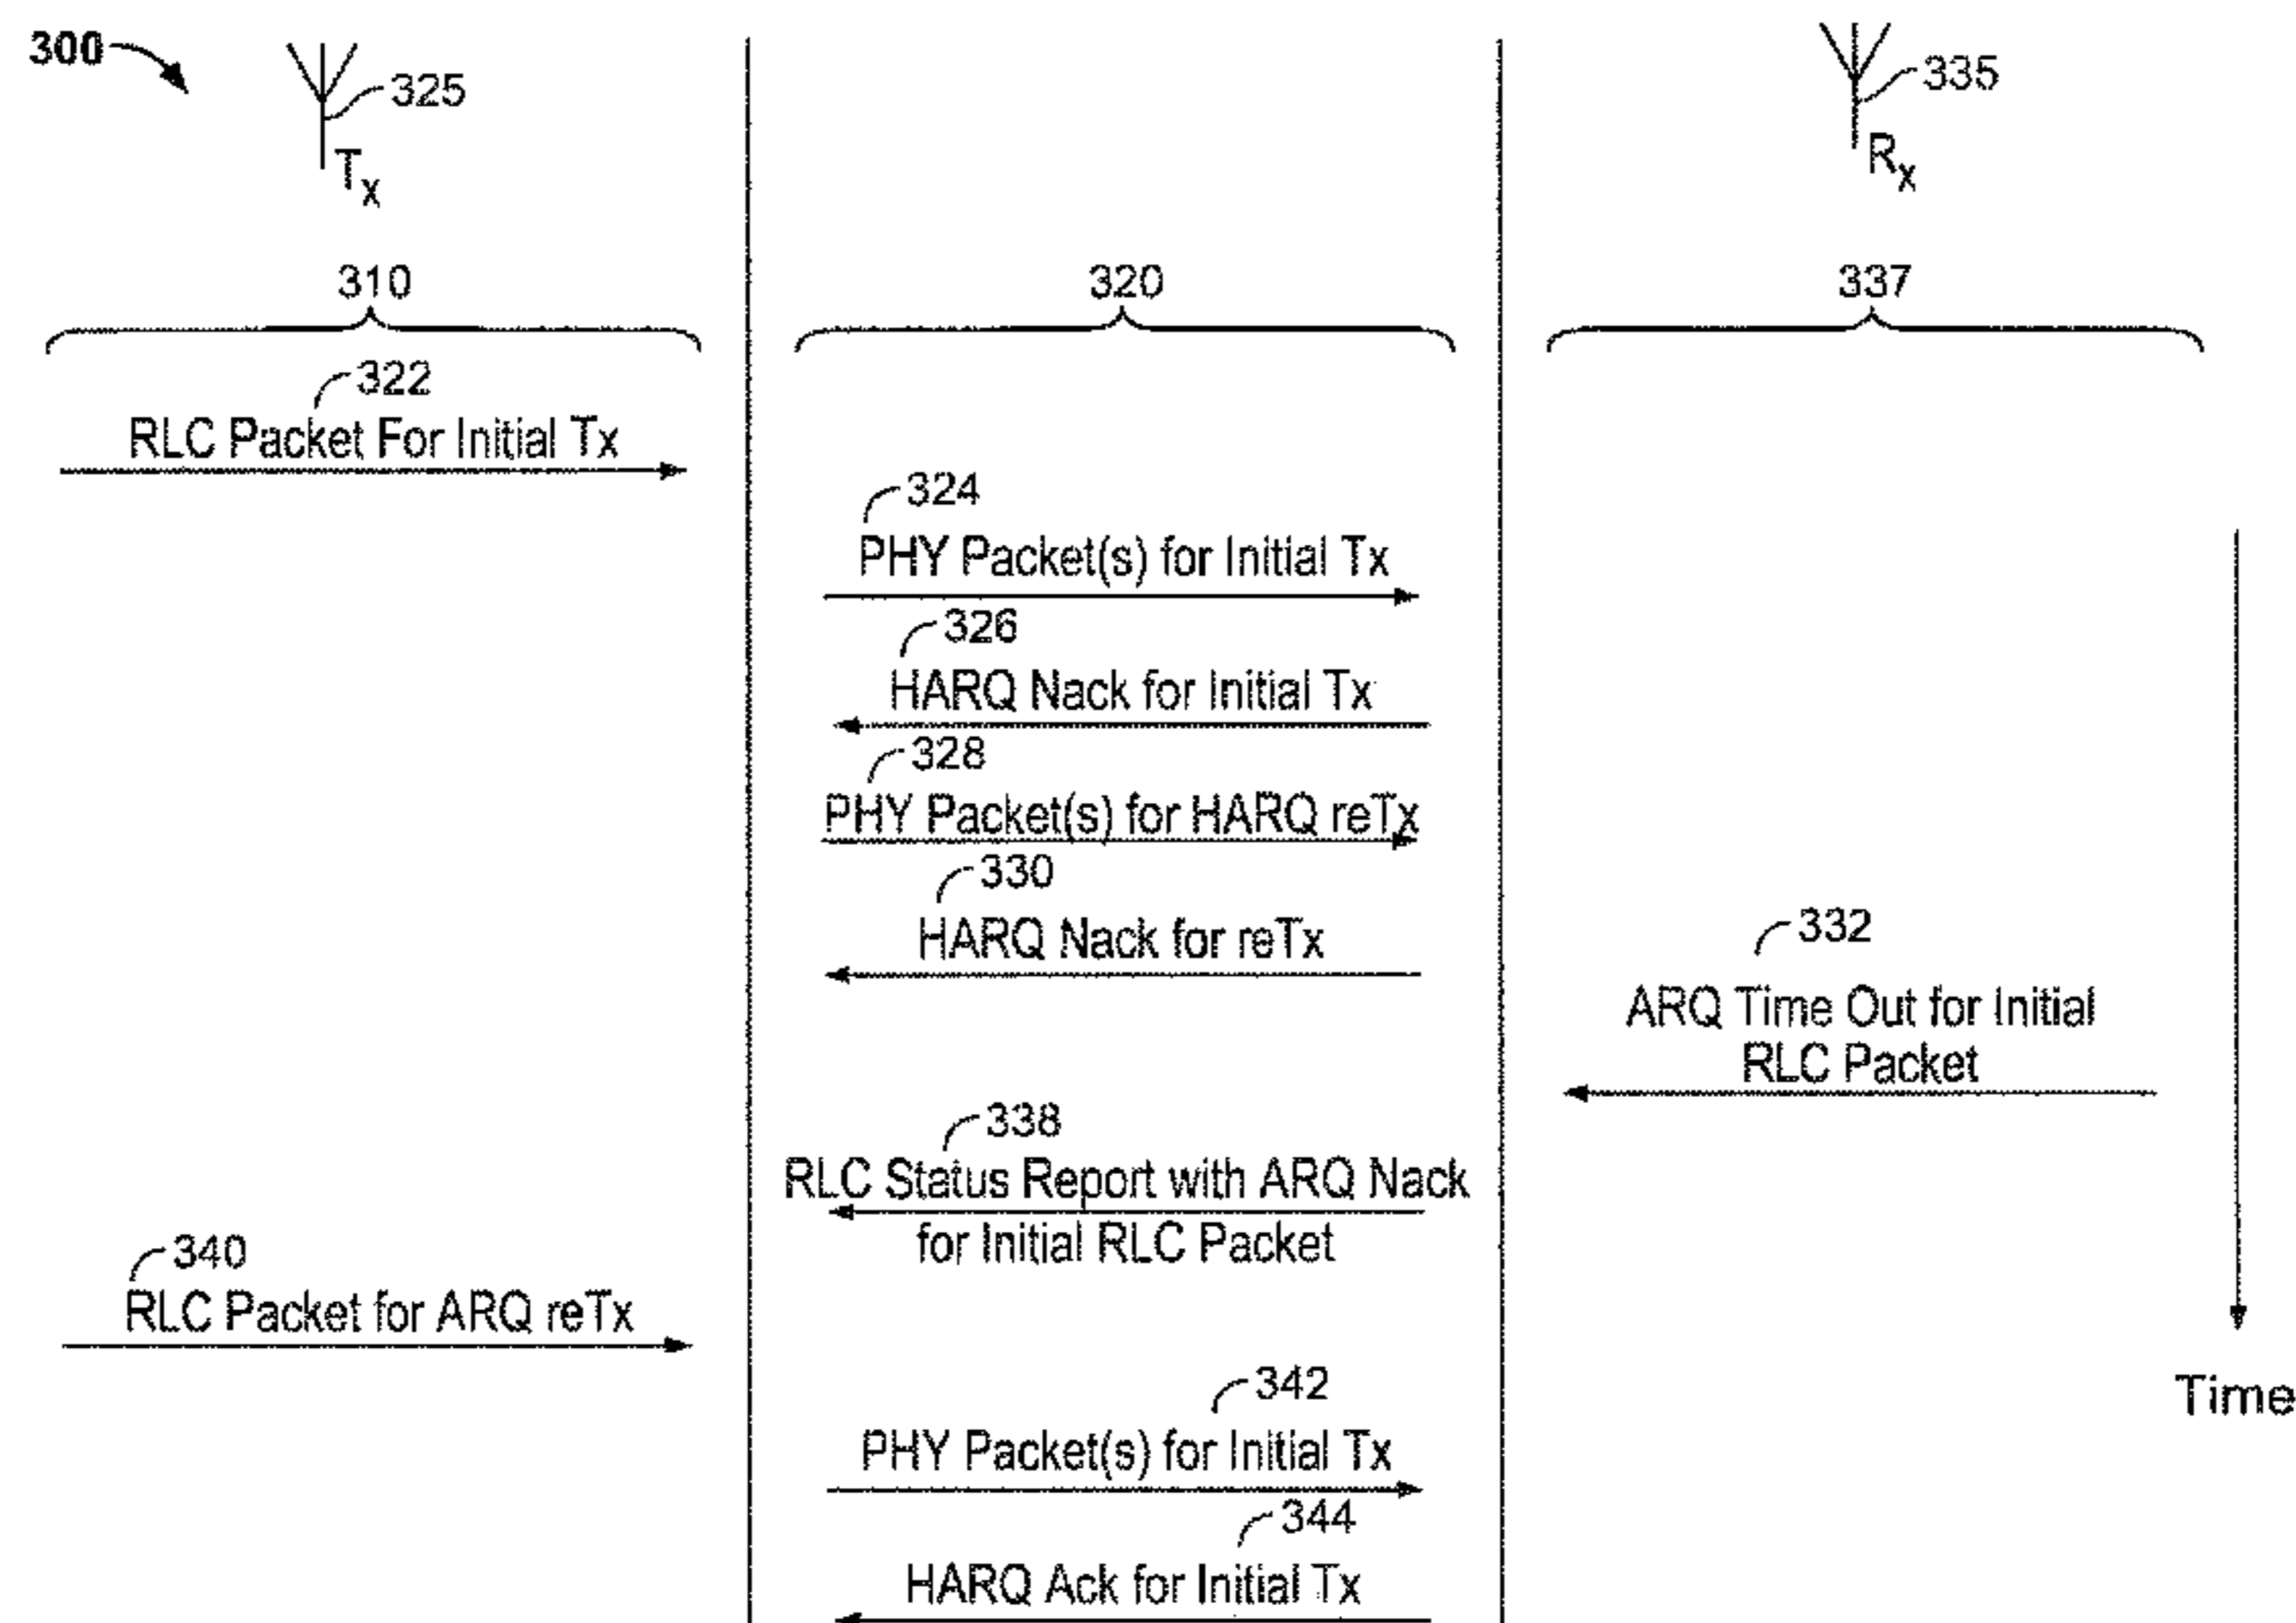 300
325
Tx
335
Rx
310
320
337
322
RLC Packet For Initial Tx
324
PHY Packet(s) for Initial Tx
326
HARQ Nack for Initial Tx
328
PHY Packet(s) for HARQ reTx
330
HARQ Nack for reTx
332
ARQ Time Out for Initial
RLC Packet
338
RLC Status Report with ARQ Nack
for Initial RLC Packet
340
RLC Packet for ARQ reTx
342
PHY Packet(s) for Initial Tx
Time
344
HARQ Ack for Initial Tx